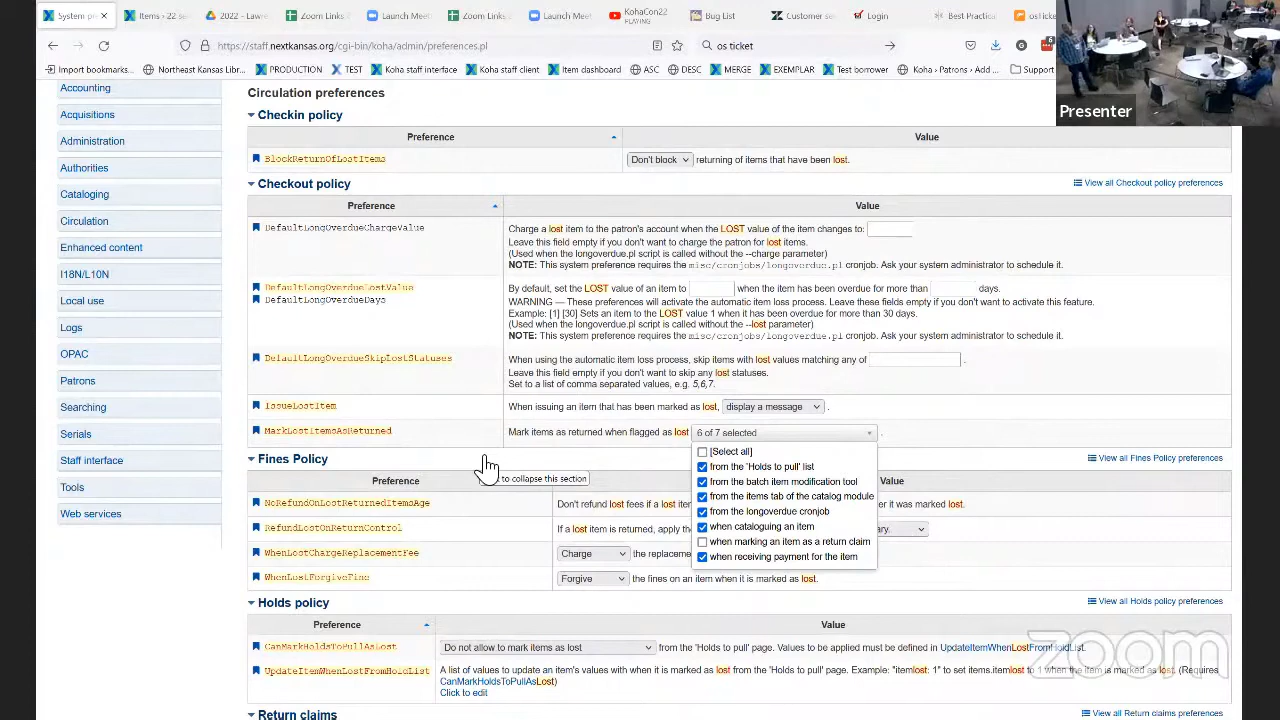 System p
Items › 22 se
2022 - Lawre
Zoom Links
Launch Meet
Zoom Links
Launch Meet
KohaCon22
PLAYING
Bug List
Customer se
Login
Best Practic
osticke
https://staff.nextkansas.org
/koha/admin/preferences.pl
os ticket
Import bookmarks...
Northeast Kansas Libr...
PRODUCTION
TEST
Koha staff interface
Koha staff client
Item dashboard
ASC
DESC
MERGE
EXEMPLAR
Test borrower
Koha › Patrons › Add ...
Support
Presenter
Accounting
Acquisitions
Administration
Authorities
Cataloging
Circulation
Enhanced content
I18N/L10N
Local use
Logs
OPAC
Patrons
Searching
Serials
Staff interface
Tools
Web services
Circulation preferences
Checkin policy
Preference Value
BlockReturnOfLostItems Don't block returning of items that have been lost.
Checkout policy
View all Checkout policy preferences
Preference Value
DefaultLongOverdueChargeValue
Charge a lost item to the patron's account when the LOST value of the item changes to:
Leave this field empty if you don't want to charge the patron for lost items.
(Used when the longoverdue.pl script is called without the --charge parameter)
NOTE: This system preference requires the misc/cronjobs/longoverdue.pl cronjob. Ask your system administrator to schedule it.
DefaultLongOverdueLostValue
DefaultLongOverdueDays
By default, set the LOST value of an item to when the item has been overdue for more than days.
WARNING — These preferences will activate the automatic item loss process. Leave these fields empty if you don't want to activate this feature.
Example: [1] [30] Sets an item to the LOST value 1 when it has been overdue for more than 30 days.
(Used when the longoverdue.pl script is called without the --lost parameter)
NOTE: This system preference requires the misc/cronjobs/longoverdue.pl cronjob. Ask your system administrator to schedule it.
DefaultLongOverdueSkipLostStatuses
When using the automatic item loss process, skip items with lost values matching any of .
Leave this field empty if you don't want to skip any lost statuses.
Set to a list of comma separated values, e.g. 5,6,7.
IssueLostItem When issuing an item that has been marked as lost, display a message .
MarkLostItemsAsReturned Mark items as returned when flagged as lost 6 of 7 selected .
[Select all]
from the 'Holds to pull' list
from the batch item modification tool
from the items tab of the catalog module
from the longoverdue cronjob
when cataloguing an item
when marking an item as a return claim
when receiving payment for the item
Fines Policy
View all Fines Policy preferences
to collapse this section
Preference Value
NoRefundOnLostReturnedItemsAge Don't refund lost fees if a lost item it was marked lost.
RefundLostOnReturnControl If a lost item is returned, apply the ary.
WhenLostChargeReplacementFee Charge the replaceme
WhenLostForgiveFine Forgive the fines on an item when it is marked as lost.
Holds policy
View all Holds policy preferences
Preference Value
CanMarkHoldsToPullAsLost Do not allow to mark items as lost from the 'Holds to pull' page. Values to be applied must be defined in UpdateItemWhenLostFromHoldList.
UpdateItemWhenLostFromHoldList
A list of values to update an item's values with when it is marked as lost from the 'Holds to pull' page. Example: "itemlost: 1" to set items.itemlost to 1 when the item is marked as lost. (Requires
CanMarkHoldsToPullAsLost)
Click to edit
Return claims
View all Return claims preferences
zoom